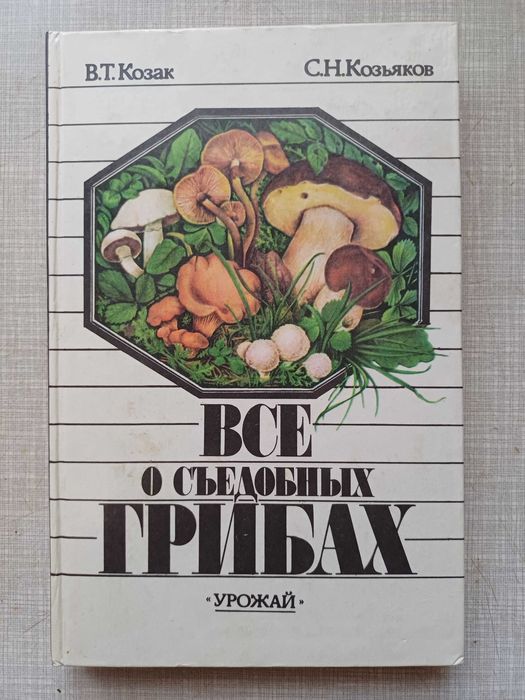 В.Т. Козак
С.Н.Козьяков
ВСЕ
О СЪЕДОБНЫХ
ГРИБАХ
«УРОЖАЙ»